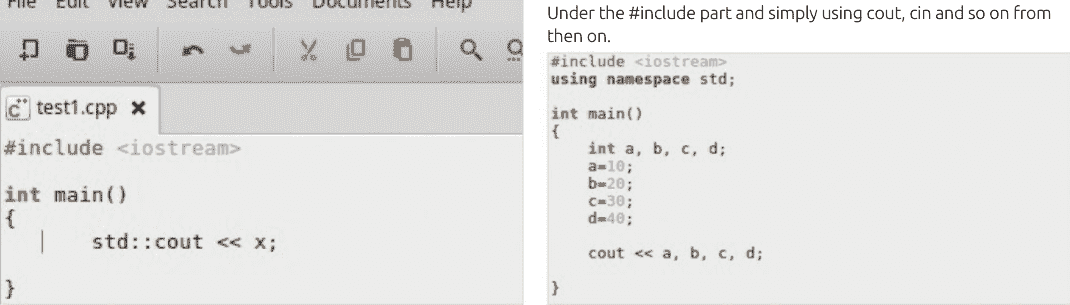 File Edit View Search Tools Documents Help
test1.cpp ✖
#include <iostream>
int main()
{
std::cout << x;
}
Under the #include part and simply using cout, cin and so on from
then on.
#include <iostream>
using namespace std;
int main()
{
int a, b, c, d;
a=10;
b=20;
c=30;
d=40;
cout << a, b, c, d;
}